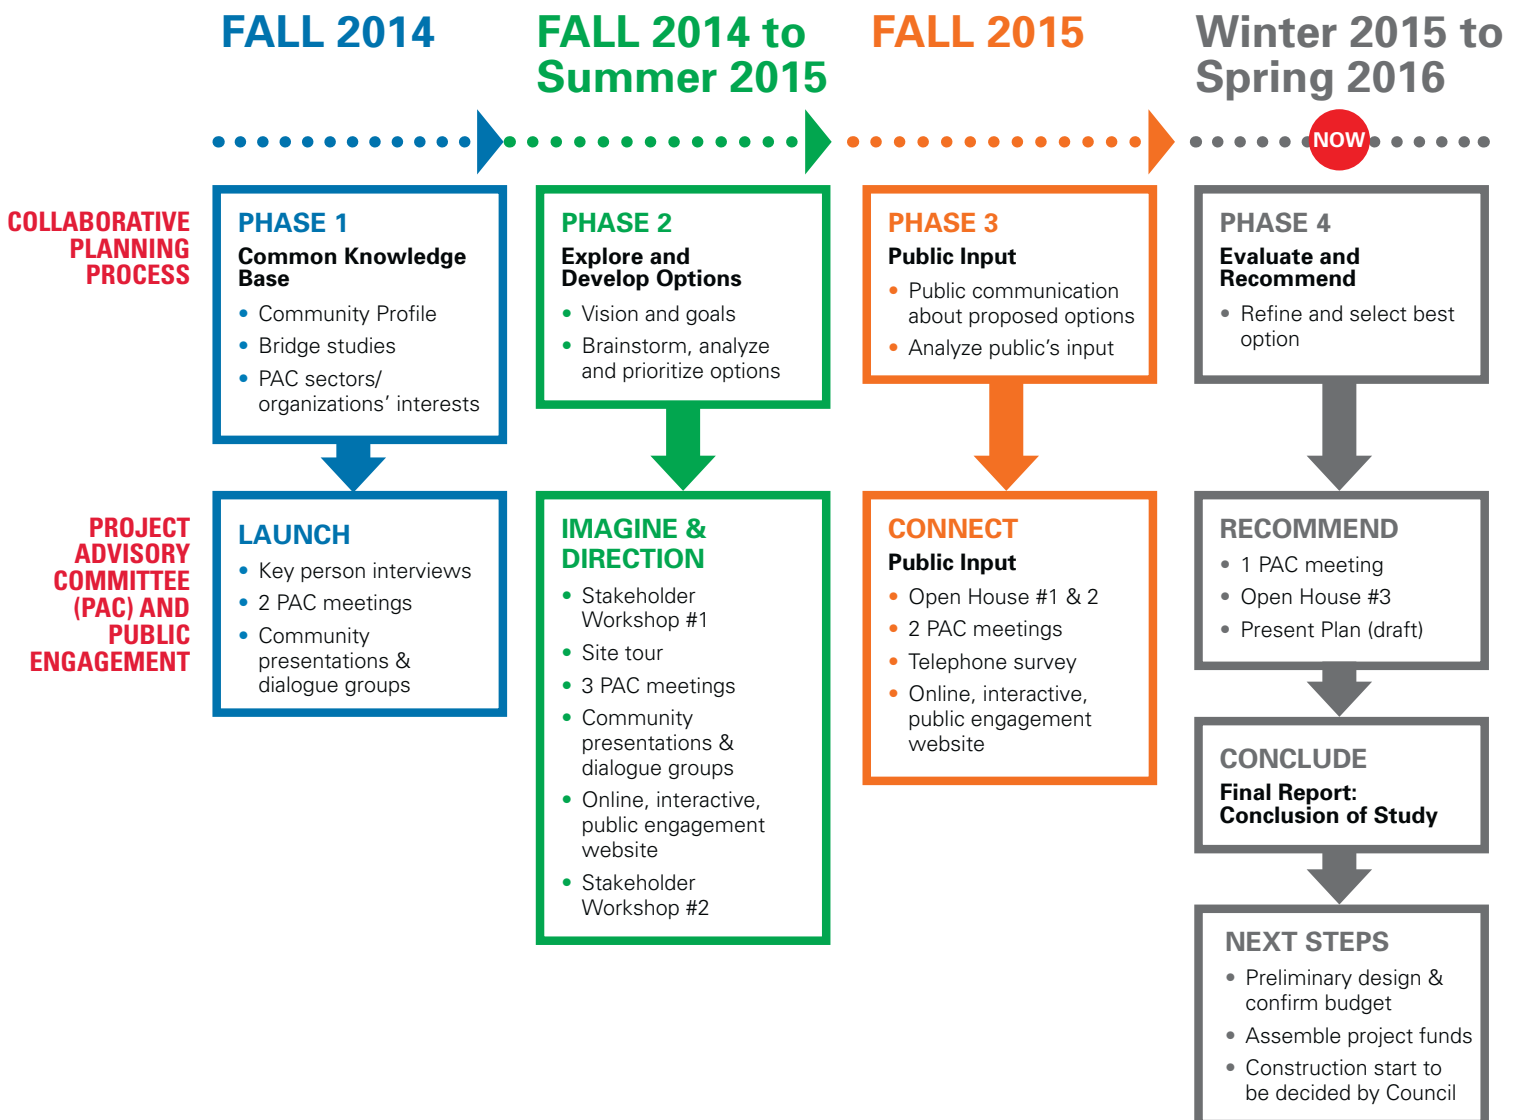 FALL 2014
FALL 2014 to
Summer 2015
FALL 2015
Winter 2015 to
Spring 2016
NOW
COLLABORATIVE
PLANNING
PROCESS
PHASE 1
Common Knowledge
Base
• Community Profile
• Bridge studies
• PAC sectors/
organizations’ interests
PHASE 2
Explore and
Develop Options
• Vision and goals
• Brainstorm, analyze
and prioritize options
PHASE 3
Public Input
• Public communication
about proposed options
• Analyze public’s input
PHASE 4
Evaluate and
Recommend
• Refine and select best
option
PROJECT
ADVISORY
COMMITTEE
(PAC) AND
PUBLIC
ENGAGEMENT
LAUNCH
• Key person interviews
• 2 PAC meetings
• Community
presentations &
dialogue groups
IMAGINE &
DIRECTION
• Stakeholder
Workshop #1
• Site tour
• 3 PAC meetings
• Community
presentations &
dialogue groups
• Online, interactive,
public engagement
website
• Stakeholder
Workshop #2
CONNECT
Public Input
• Open House #1 & 2
• 2 PAC meetings
• Telephone survey
• Online, interactive,
public engagement
website
RECOMMEND
• 1 PAC meeting
• Open House #3
• Present Plan (draft)
CONCLUDE
Final Report:
Conclusion of Study
NEXT STEPS
• Preliminary design &
confirm budget
• Assemble project funds
• Construction start to
be decided by Council